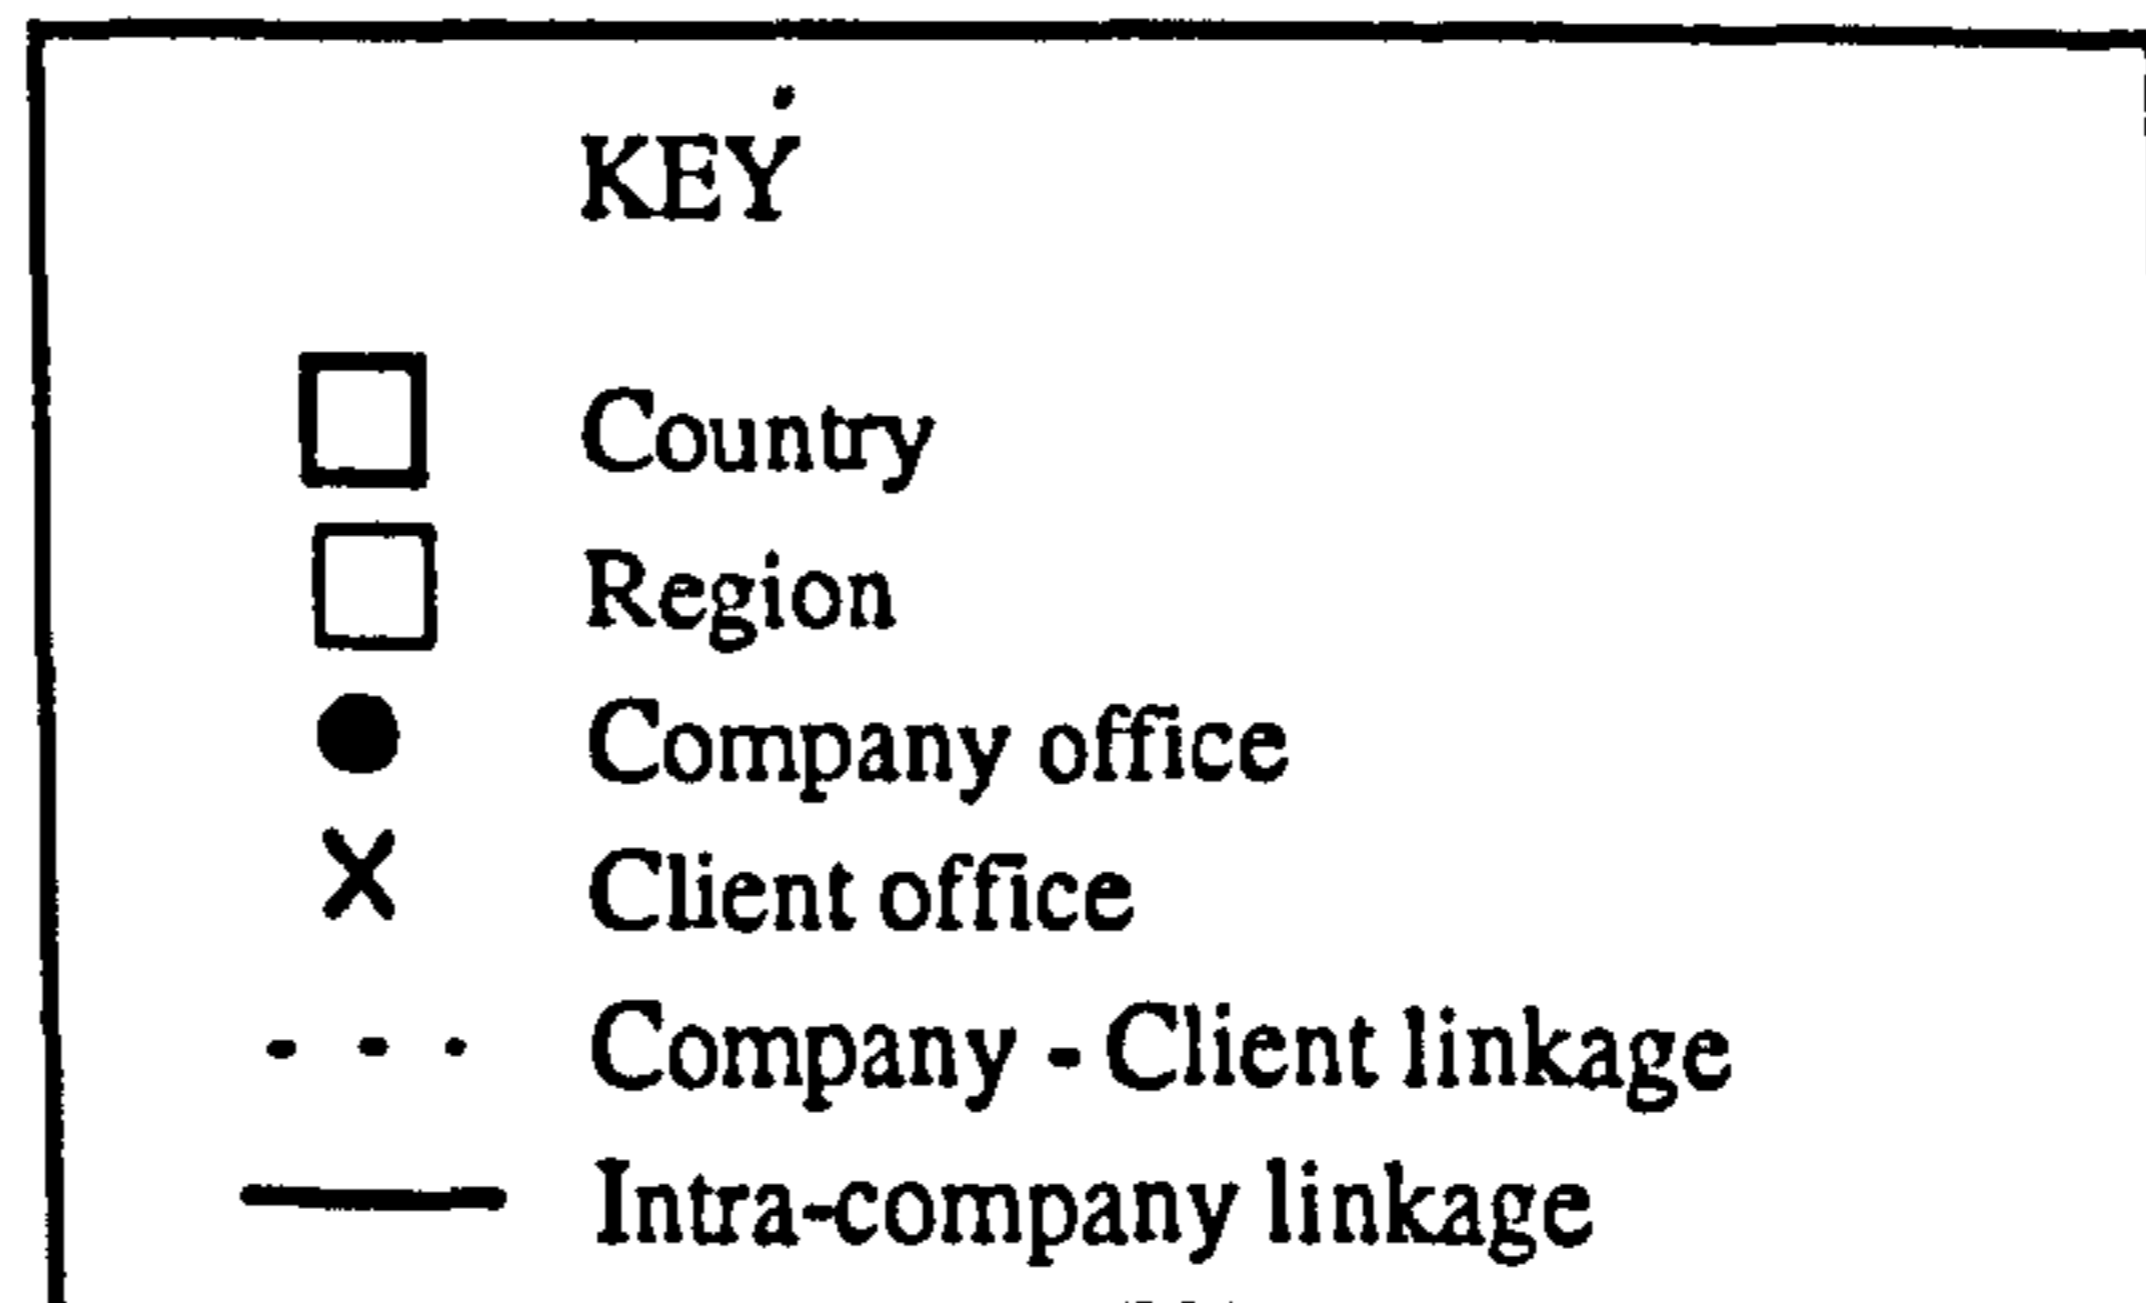 KEY
Country
Region
Company office
Client office
Company - Client linkage
Intra-company linkage